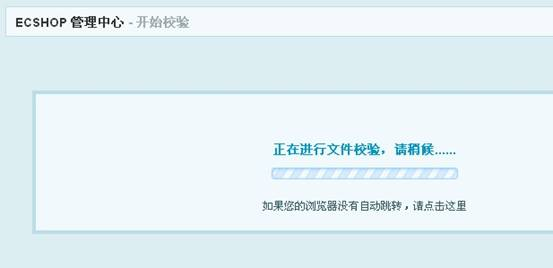 ECSHOP 管理中心 - 开始校验
正在进行文件校验，请稍候......
如果您的浏览器没有自动跳转，请点击这里